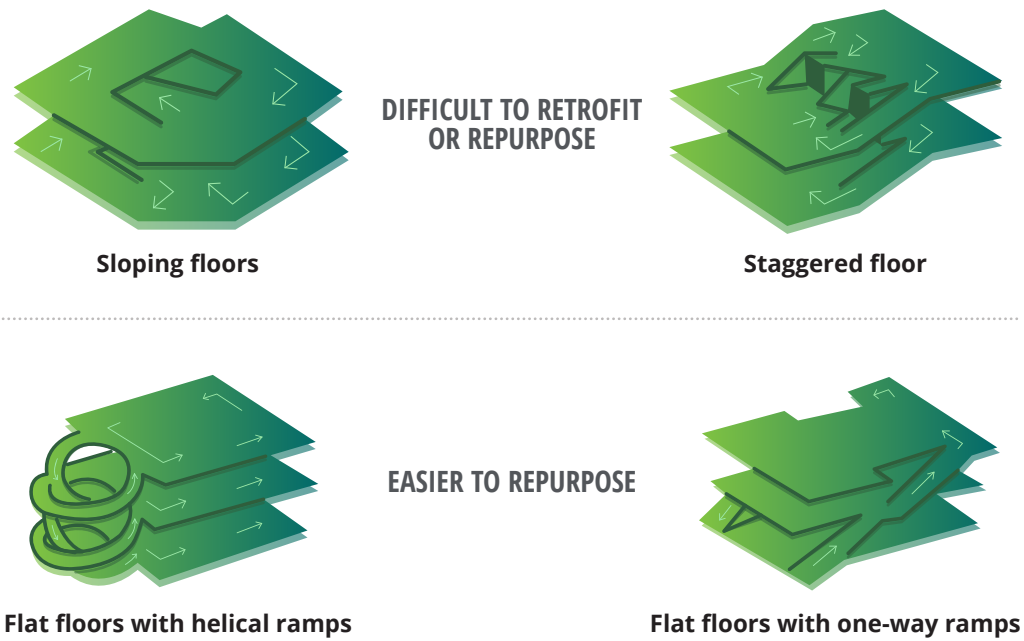 DIFFICULT TO RETROFIT
OR REPURPOSE
Sloping floors
Staggered floor
EASIER TO REPURPOSE
Flat floors with helical ramps
Flat floors with one-way ramps